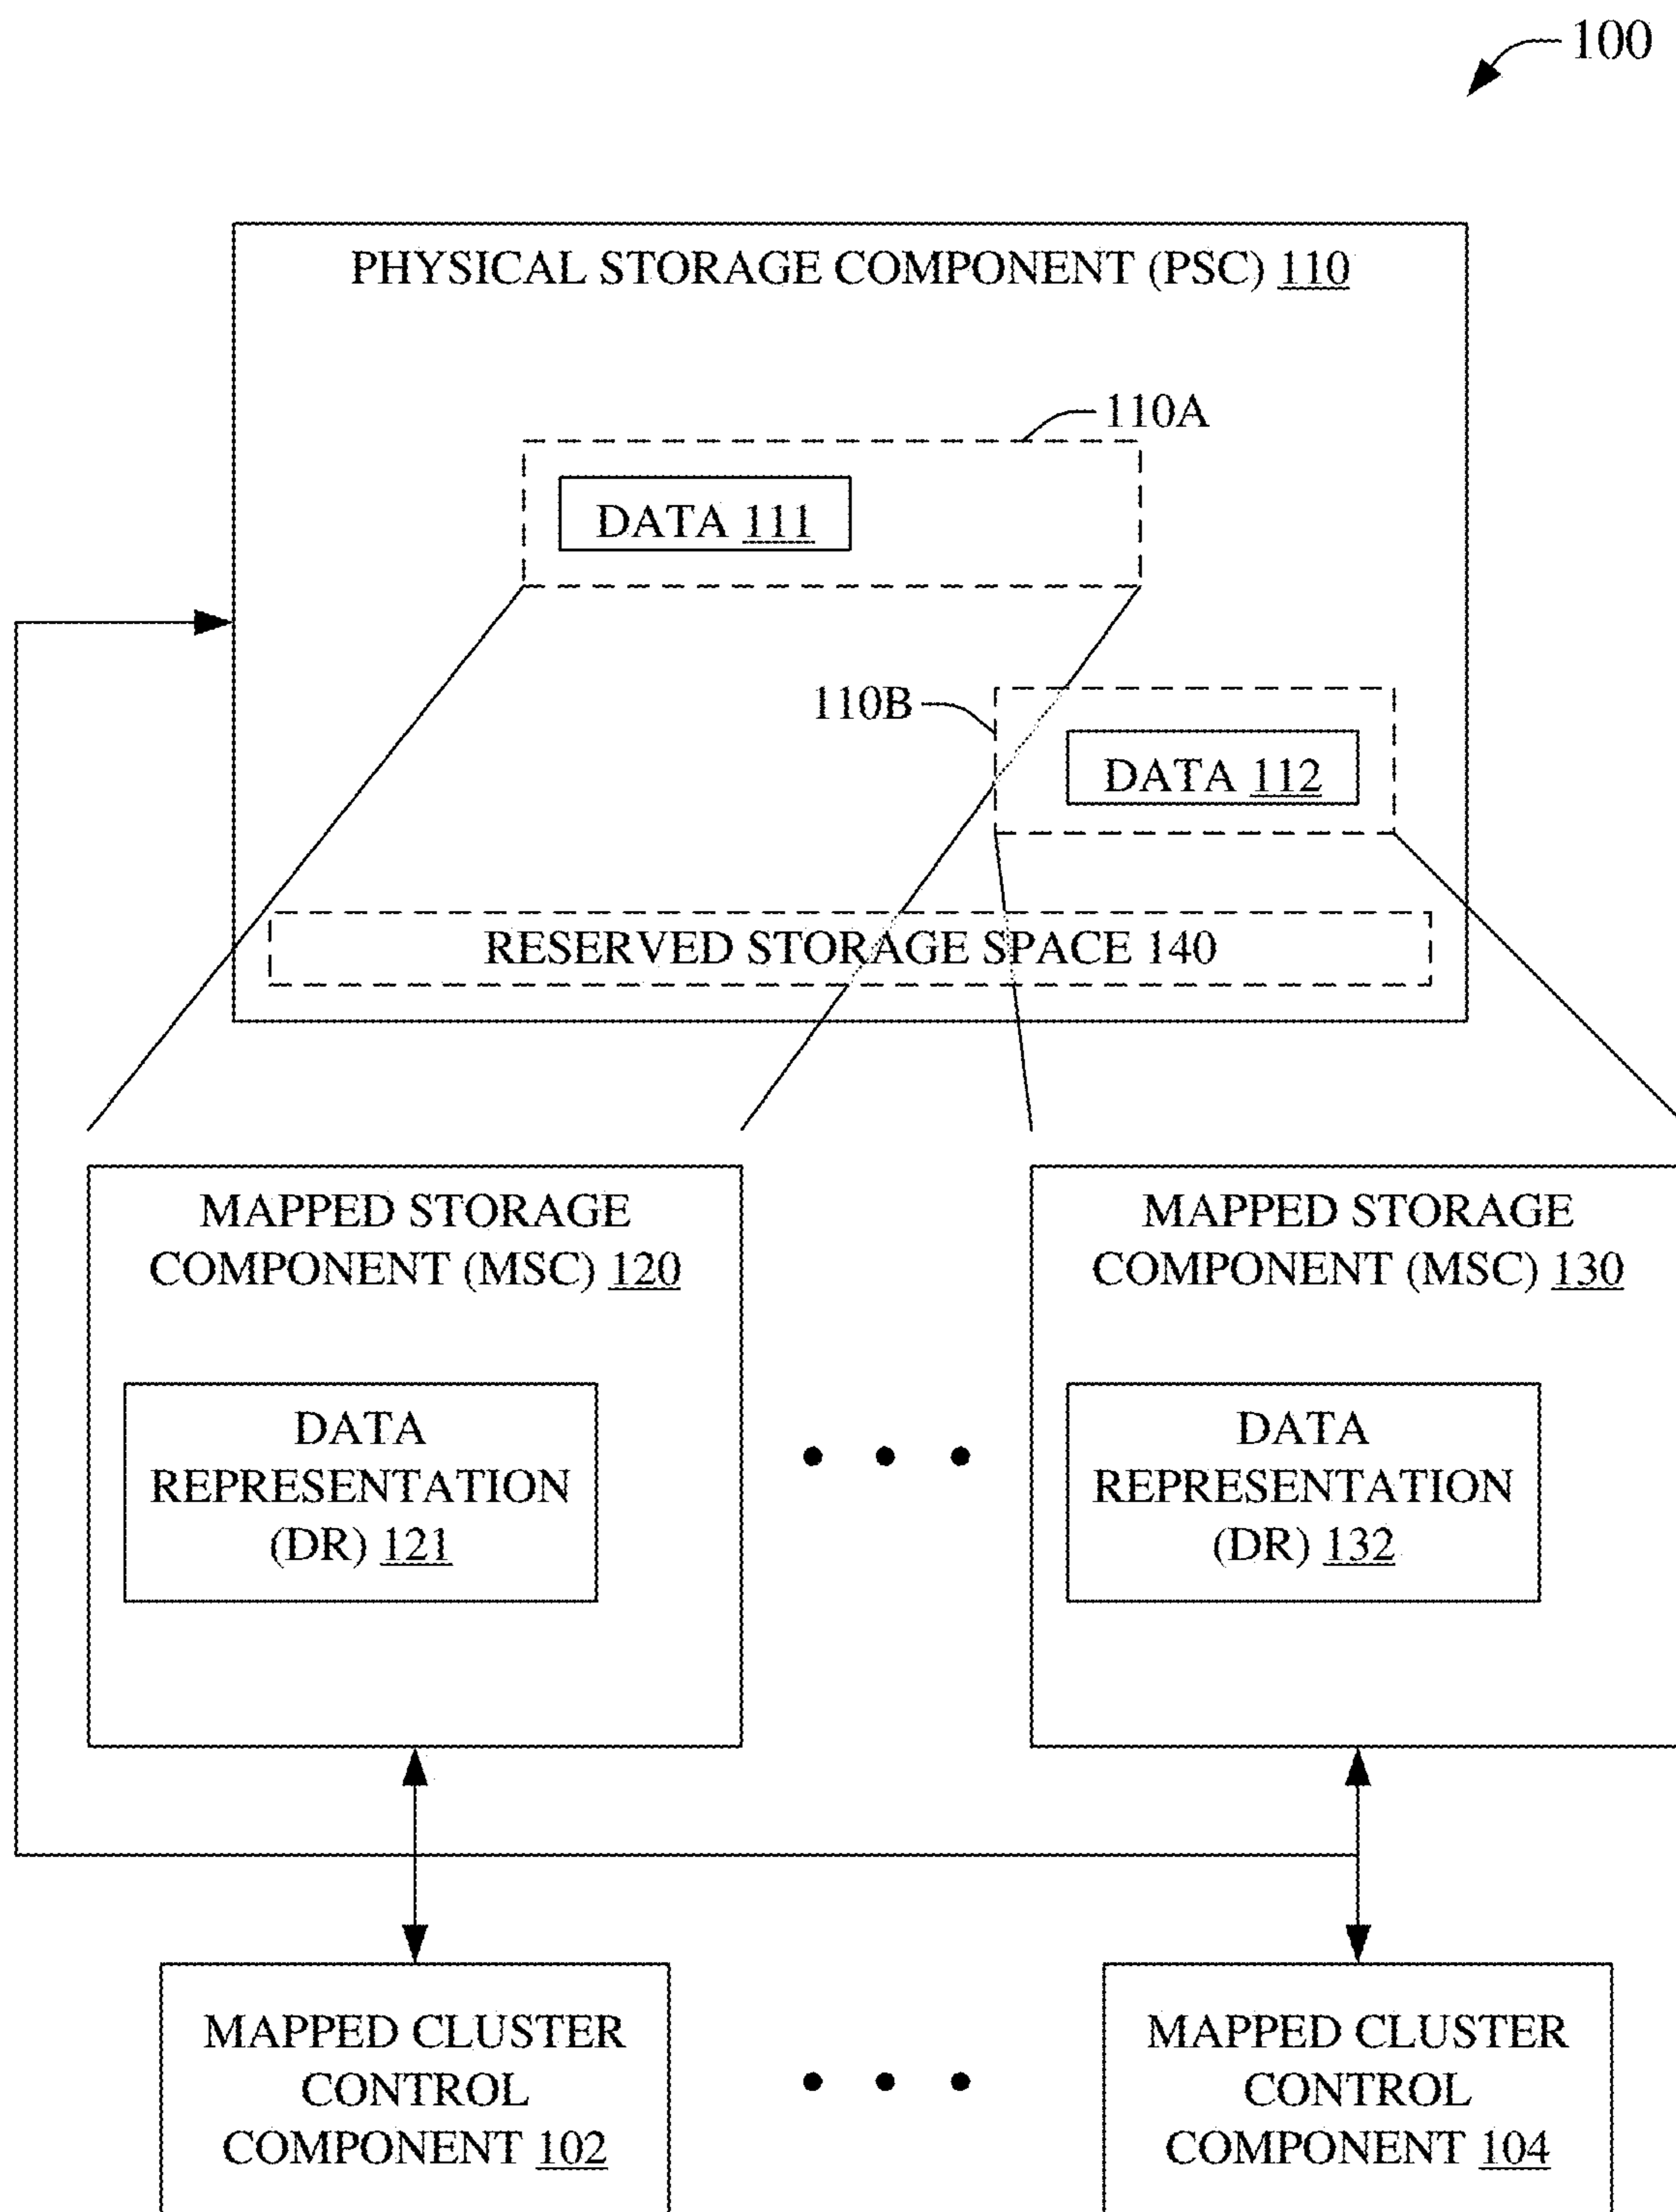 100
PHYSICAL STORAGE COMPONENT (PSC) 110
110A
DATA 111
110B
DATA 112
RESERVED STORAGE SPACE 140
MAPPED STORAGE
COMPONENT (MSC) 120
MAPPED STORAGE
COMPONENT (MSC) 130
DATA
REPRESENTATION
(DR) 121
DATA
REPRESENTATION
(DR) 132
MAPPED CLUSTER
CONTROL
COMPONENT 102
MAPPED CLUSTER
CONTROL
COMPONENT 104